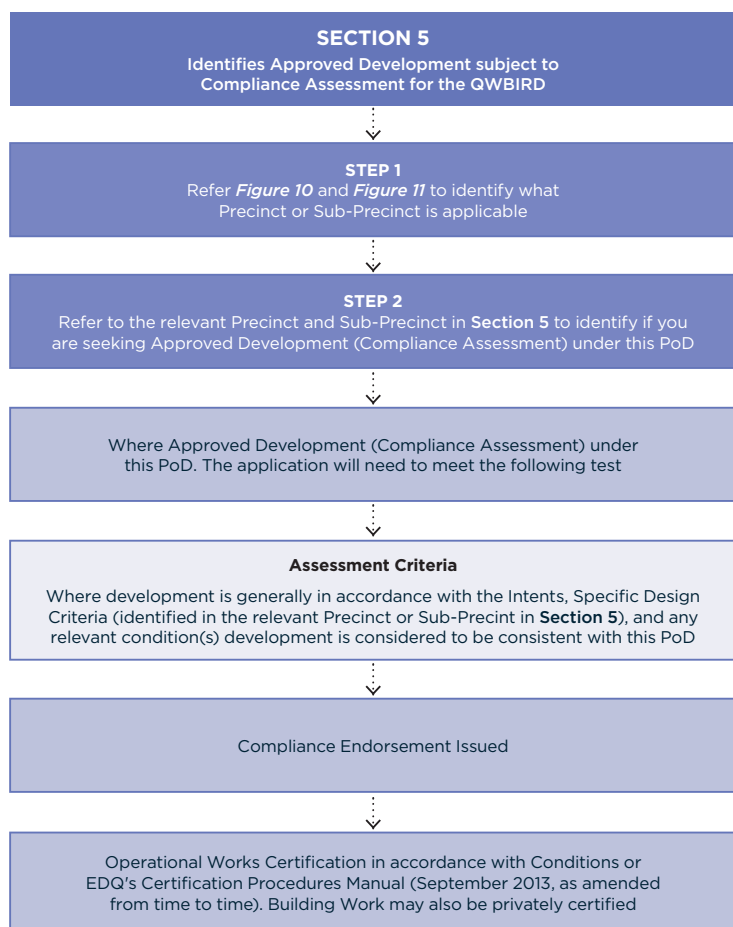 SECTION 5
Identifies Approved Development subject to
Compliance Assessment for the QWBIRD
STEP 1
Refer Figure 10 and Figure 11 to identify what
Precinct or Sub-Precinct is applicable
STEP 2
Refer to the relevant Precinct and Sub-Precinct in Section 5 to identify if you
are seeking Approved Development (Compliance Assessment) under this PoD
Where Approved Development (Compliance Assessment) under
this PoD. The application will need to meet the following test
Assessment Criteria
Where development is generally in accordance with the Intents, Specific Design
Criteria (identified in the relevant Precinct or Sub-Precint in Section 5), and any
relevant condition(s) development is considered to be consistent with this PoD
Compliance Endorsement Issued
Operational Works Certification in accordance with Conditions or
EDQ's Certification Procedures Manual (September 2013, as amended
from time to time). Building Work may also be privately certified